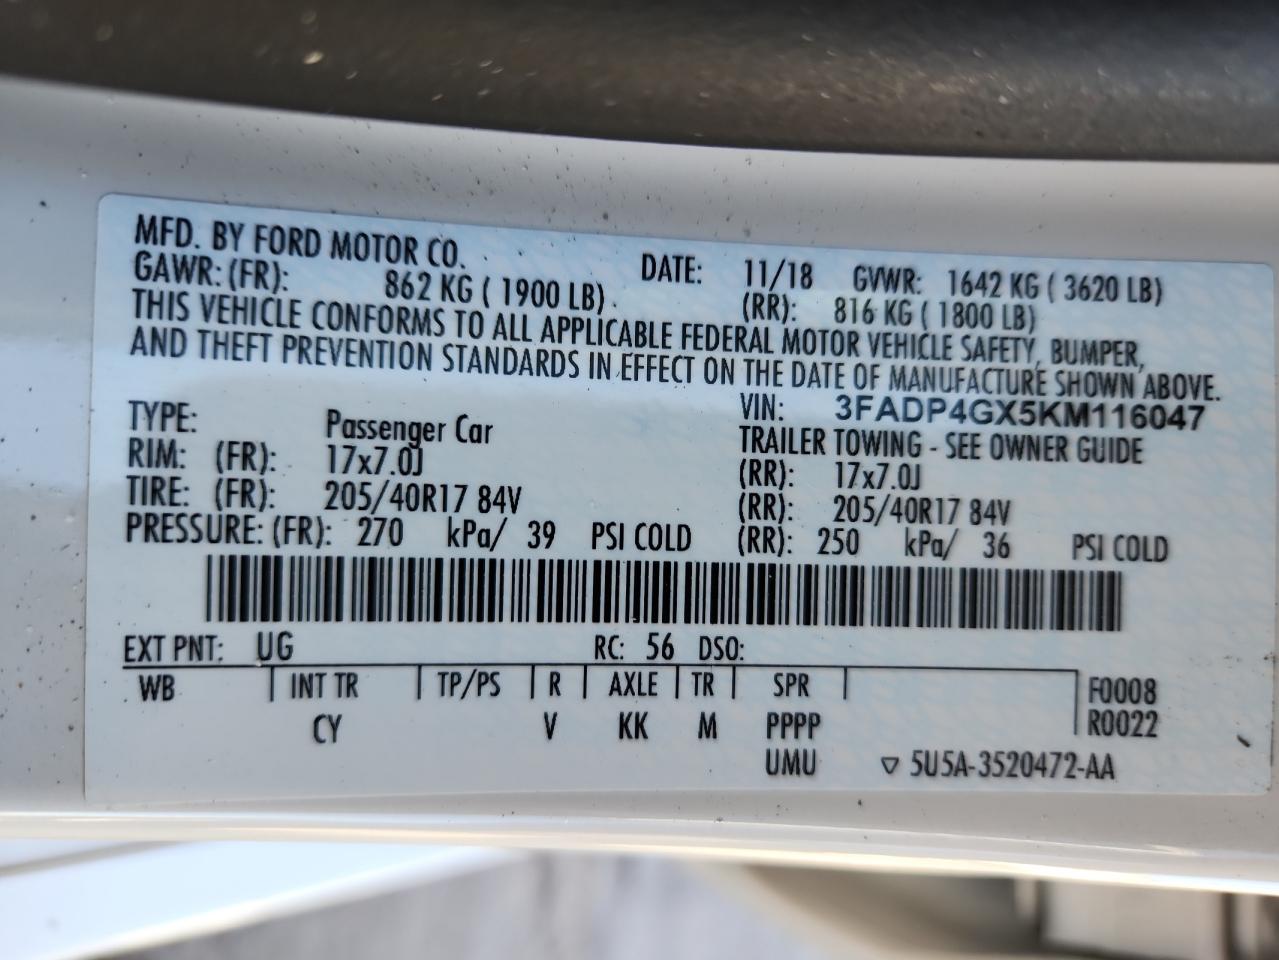 MFD. BY FORD MOTOR CO. DATE: 11/18 GVWR: 1642 KG ( 3620 LB)
GAWR: (FR): 862 KG ( 1900 LB) (RR): 816 KG ( 1800 LB)
THIS VEHICLE CONFORMS TO ALL APPLICABLE FEDERAL MOTOR VEHICLE SAFETY, BUMPER,
AND THEFT PREVENTION STANDARDS IN EFFECT ON THE DATE OF MANUFACTURE SHOWN ABOVE.
VIN: 3FADP4GX5KM116047
TYPE: Passenger Car TRAILER TOWING - SEE OWNER GUIDE
RIM: (FR): 17x7.0J (RR): 17x7.0J
TIRE: (FR): 205/40R17 84V (RR): 205/40R17 84V
PRESSURE: (FR): 270 kPa/ 39 PSI COLD (RR): 250 kPa/ 36 PSI COLD
EXT PNT: UG RC: 56 DSO:
WB INT TR TP/PS R AXLE TR SPR F0008
CY V KK M PPPP R0022
UMU ▽ 5U5A-3520472-AA